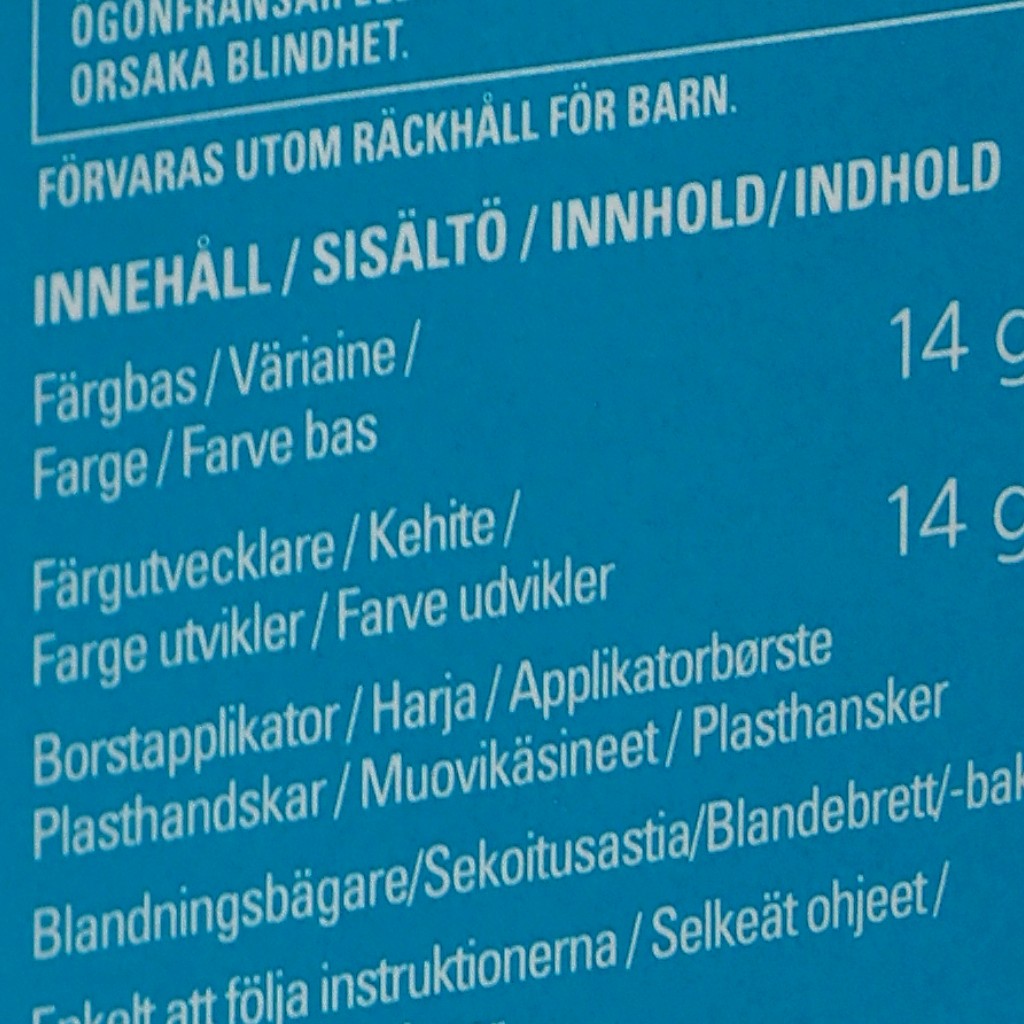 ÖGONFRANSAR
ORSAKA BLINDHET.
FÖRVARAS UTOM RÄCKHÅLL FÖR BARN.
INNEHÅLL / SISÄLTÖ / INNHOLD/INDHOLD
Färgbas / Väriaine / 14 g
Farge / Farve bas
Färgutvecklare / Kehite / 14 g
Farge utvikler / Farve udvikler
Borstapplikator / Harja / Applikatorbørste
Plasthandskar / Muovikäsineet / Plasthansker
Blandningsbägare/Sekoitusastia/Blandebrett/-bak
Enkelt att följa instruktionerna / Selkeät ohjeet /